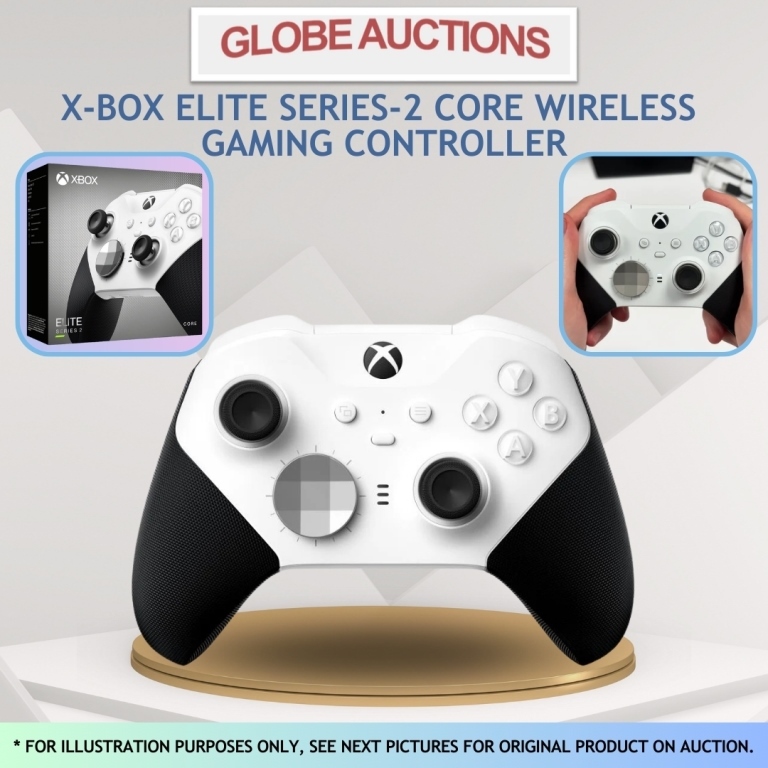 GLOBE AUCTIONS
X-BOX ELITE SERIES-2 CORE WIRELESS
GAMING CONTROLLER
XBOX
ELITE
SERIES 2
CORE
Y
X
B
A
Y
X
B
A
* FOR ILLUSTRATION PURPOSES ONLY, SEE NEXT PICTURES FOR ORIGINAL PRODUCT ON AUCTION.